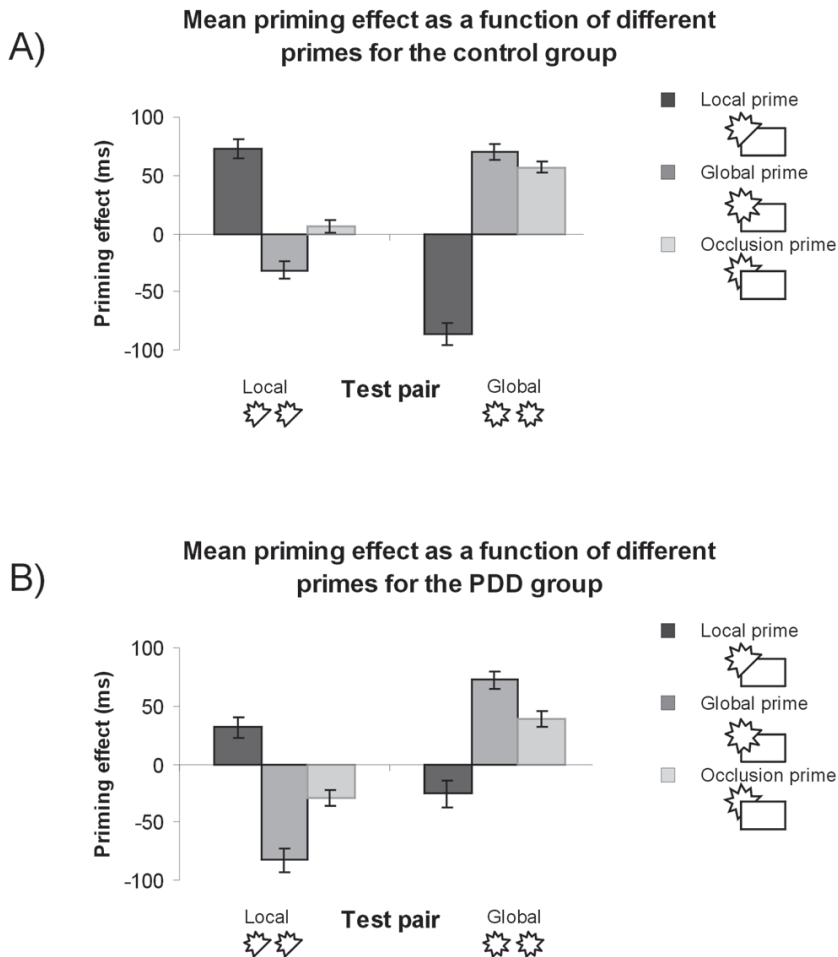 A)
Mean priming effect as a function of different
primes for the control group
Priming effect (ms)
100
50
0
-50
-100
Local
Test pair
Global
Local prime
Global prime
Occlusion prime
B)
Mean priming effect as a function of different
primes for the PDD group
Priming effect (ms)
100
50
0
-50
-100
Local
Test pair
Global
Local prime
Global prime
Occlusion prime